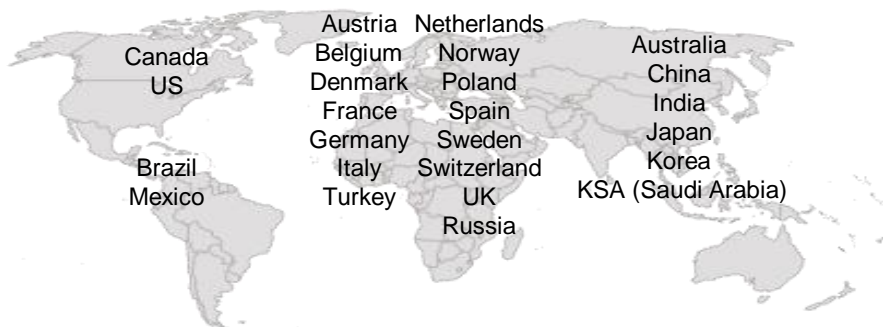 Canada
US
Brazil
Mexico
Austria
Belgium
Denmark
France
Germany
Italy
Turkey
Netherlands
Norway
Poland
Spain
Sweden
Switzerland
UK
Russia
Australia
China
India
Japan
Korea
KSA (Saudi Arabia)